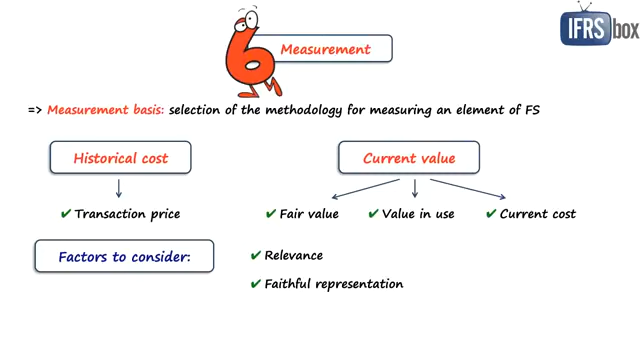 IFRS box
6 Measurement
=> Measurement basis: selection of the methodology for measuring an element of FS
Historical cost
Current value
✔ Transaction price
✔ Fair value
✔ Value in use
✔ Current cost
Factors to consider:
✔ Relevance
✔ Faithful representation